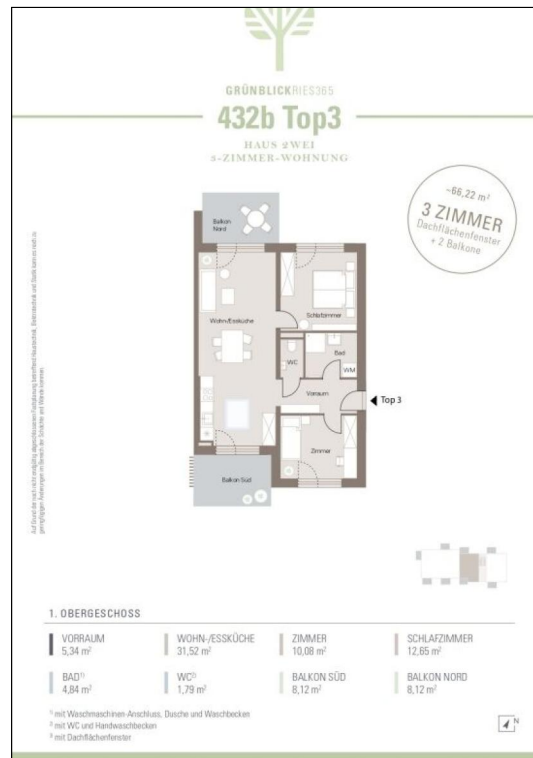 GRÜNBLICKRIES365
432b Top3
HAUS 2WEI
3-ZIMMER-WOHNUNG
~66,22 m²
3 ZIMMER
Dachflächenfenster
+ 2 Balkone
Balkon
Nord
Wohn-/Essküche
Schlafzimmer
WC
Bad
WM
Vorraum
Top 3
Zimmer
Balkon Süd
1. OBERGESCHOSS
VORRAUM
5,34 m²
WOHN-/ESSKÜCHE
31,52 m²
ZIMMER
10,08 m²
SCHLAFZIMMER
12,65 m²
BAD¹⁾
4,84 m²
WC²⁾
1,79 m²
BALKON SÜD
8,12 m²
BALKON NORD
8,12 m²
¹⁾ mit Waschmaschinen-Anschluss, Dusche und Waschbecken
²⁾ mit WC und Handwaschbecken
³⁾ mit Dachflächenfenster
N